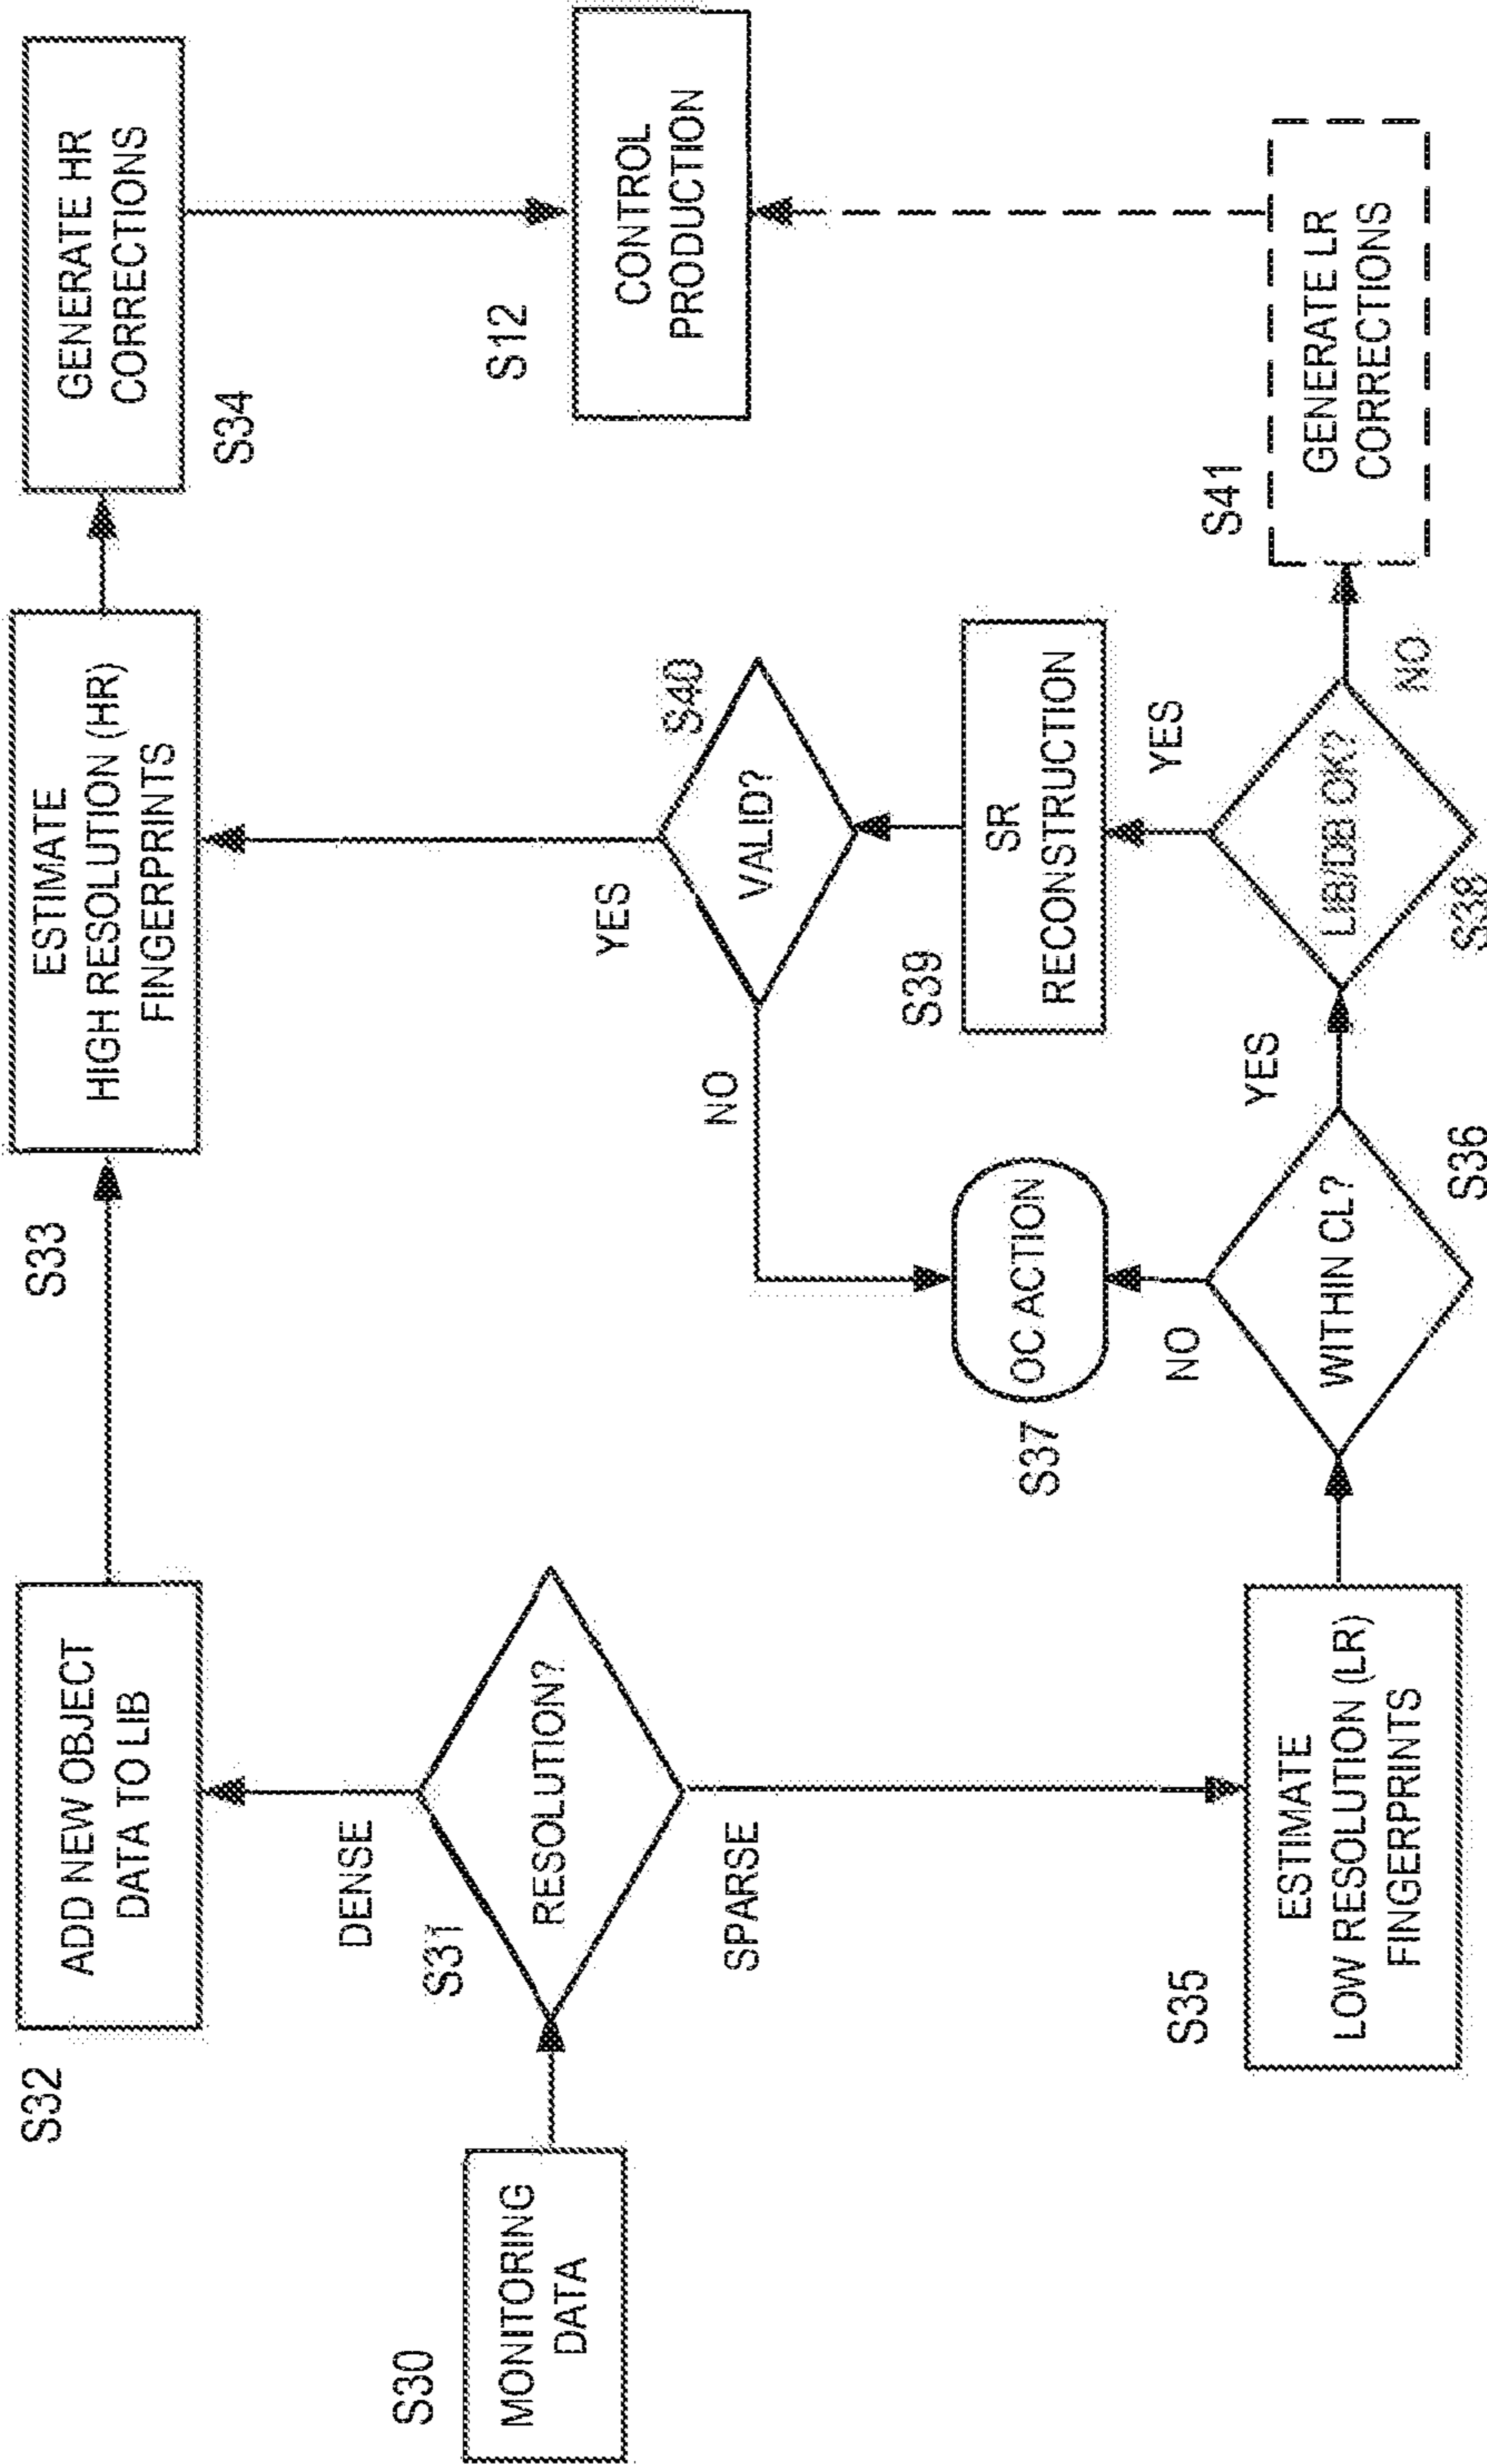 S30
MONITORING
DATA
S31
RESOLUTION?
DENSE
SPARSE
S32
ADD NEW OBJECT
DATA TO LIB
S33
ESTIMATE
HIGH RESOLUTION (HR)
FINGERPRINTS
S34
GENERATE HR
CORRECTIONS
S12
CONTROL
PRODUCTION
S35
ESTIMATE
LOW RESOLUTION (LR)
FINGERPRINTS
S36
WITHIN CL?
NO
YES
S37
OC ACTION
S38
LIB/DB OK?
YES
NO
S39
SR
RECONSTRUCTION
S40
VALID?
NO
YES
S41
GENERATE LR
CORRECTIONS